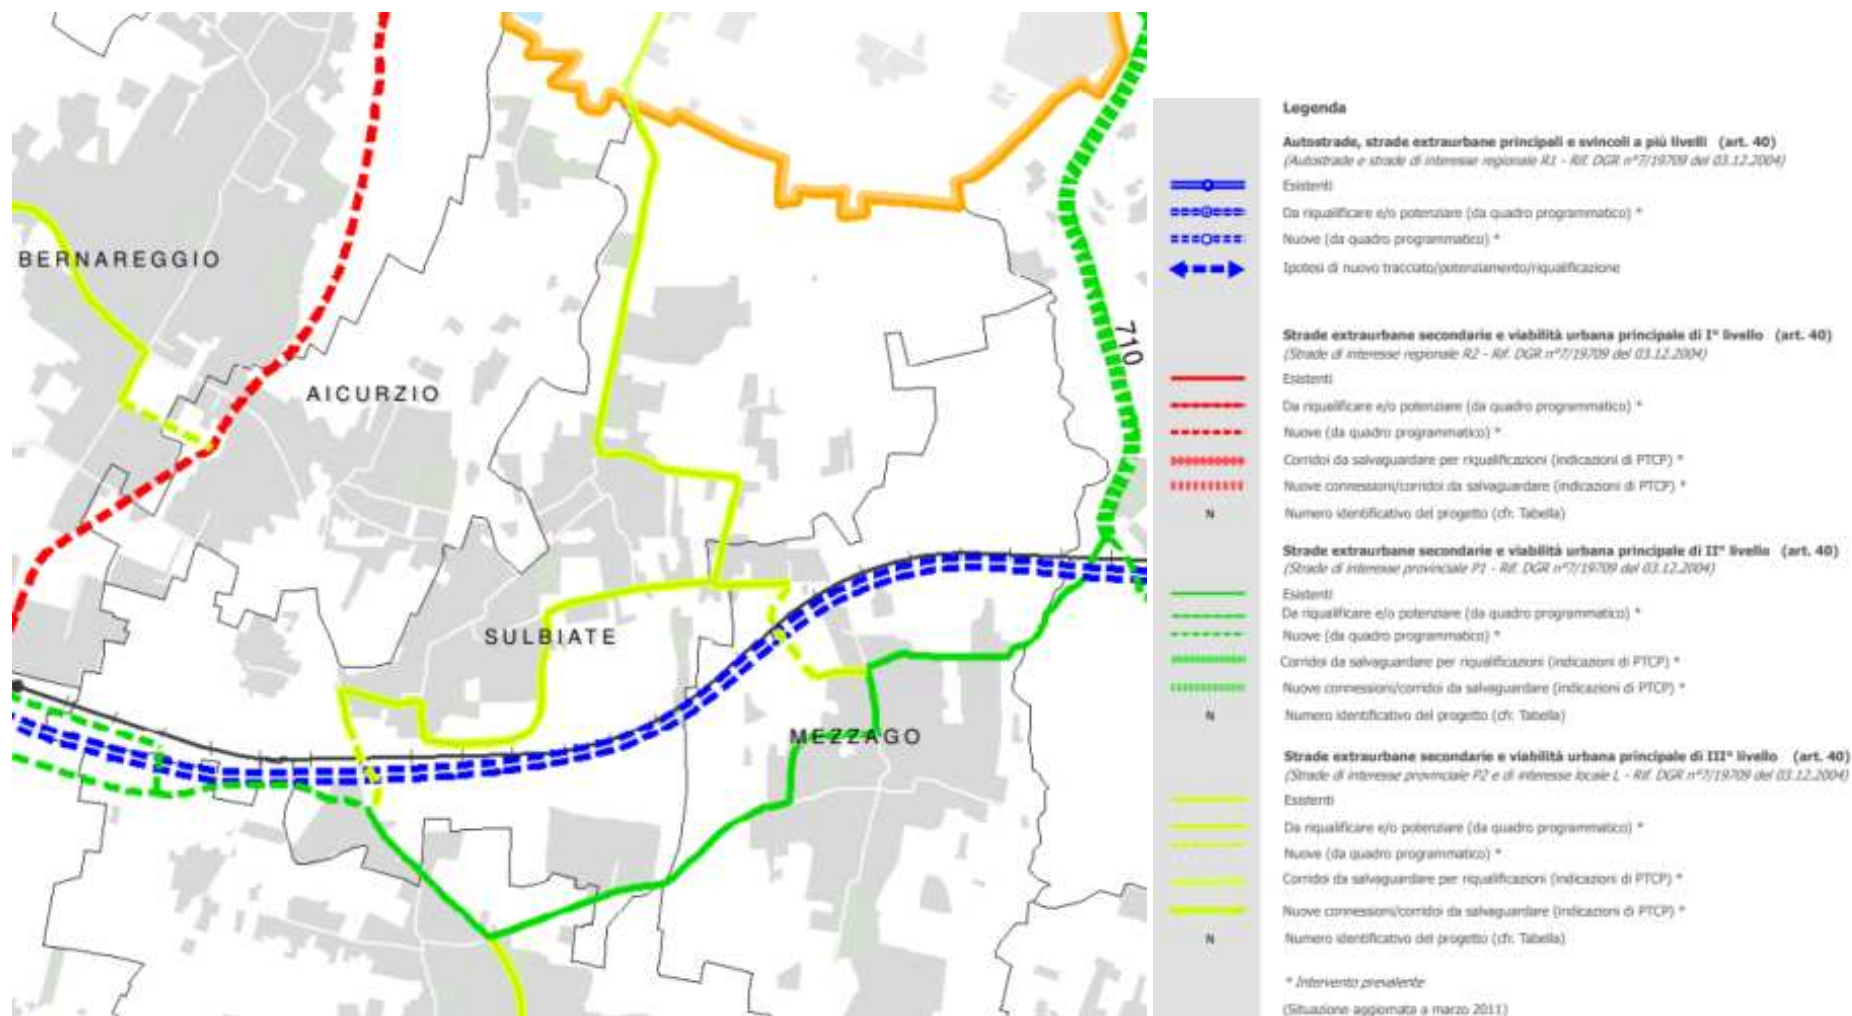 BERNAREGGIO
AICURZIO
710
SULBIATE
MEZZAGO
Legenda
Autostrade, strade extraurbane principali e svincoli a più livelli (art. 40)
(Autostrade e strade di interesse regionale R1 - Rif. DGR n°7/19709 del 03.12.2004)
Esistenti
Da riqualificare e/o potenziare (da quadro programmatico) *
Nuove (da quadro programmatico) *
Ipotesi di nuovo tracciato/potenziamento/riqualificazione
Strade extraurbane secondarie e viabilità urbana principale di I° livello (art. 40)
(Strade di interesse regionale R2 - Rif. DGR n°7/19709 del 03.12.2004)
Esistenti
Da riqualificare e/o potenziare (da quadro programmatico) *
Nuove (da quadro programmatico) *
Corridoi da salvaguardare per riqualificazioni (indicazioni di PTCP) *
Nuove connessioni/corridoi da salvaguardare (indicazioni di PTCP) *
N Numero identificativo del progetto (cfr. Tabella)
Strade extraurbane secondarie e viabilità urbana principale di II° livello (art. 40)
(Strade di interesse provinciale P1 - Rif. DGR n°7/19709 del 03.12.2004)
Esistenti
Da riqualificare e/o potenziare (da quadro programmatico) *
Nuove (da quadro programmatico) *
Corridoi da salvaguardare per riqualificazioni (indicazioni di PTCP) *
Nuove connessioni/corridoi da salvaguardare (indicazioni di PTCP) *
N Numero identificativo del progetto (cfr. Tabella)
Strade extraurbane secondarie e viabilità urbana principale di III° livello (art. 40)
(Strade di interesse provinciale P2 e di interesse locale L - Rif. DGR n°7/19709 del 03.12.2004)
Esistenti
Da riqualificare e/o potenziare (da quadro programmatico) *
Nuove (da quadro programmatico) *
Corridoi da salvaguardare per riqualificazioni (indicazioni di PTCP) *
Nuove connessioni/corridoi da salvaguardare (indicazioni di PTCP) *
N Numero identificativo del progetto (cfr. Tabella)
* Intervento prevalente
(Situazione aggiornata a marzo 2011)